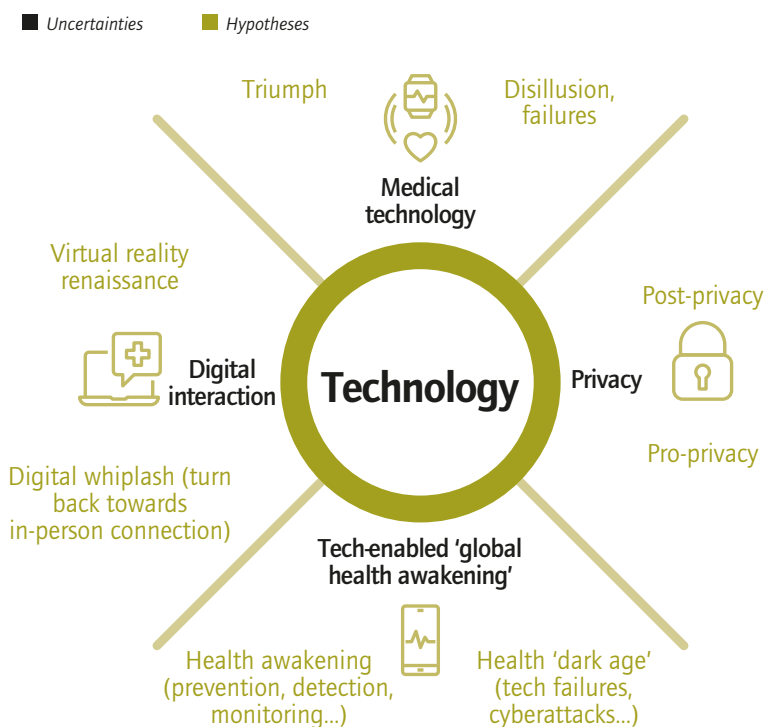 Uncertainties
Hypotheses
Triumph
Disillusion,
failures
Medical
technology
Virtual reality
renaissance
Post-privacy
Digital
interaction
Technology
Privacy
Pro-privacy
Digital whiplash (turn
back towards
in-person connection)
Tech-enabled ‘global
health awakening’
Health awakening
(prevention, detection,
monitoring...)
Health ‘dark age’
(tech failures,
cyberattacks...)